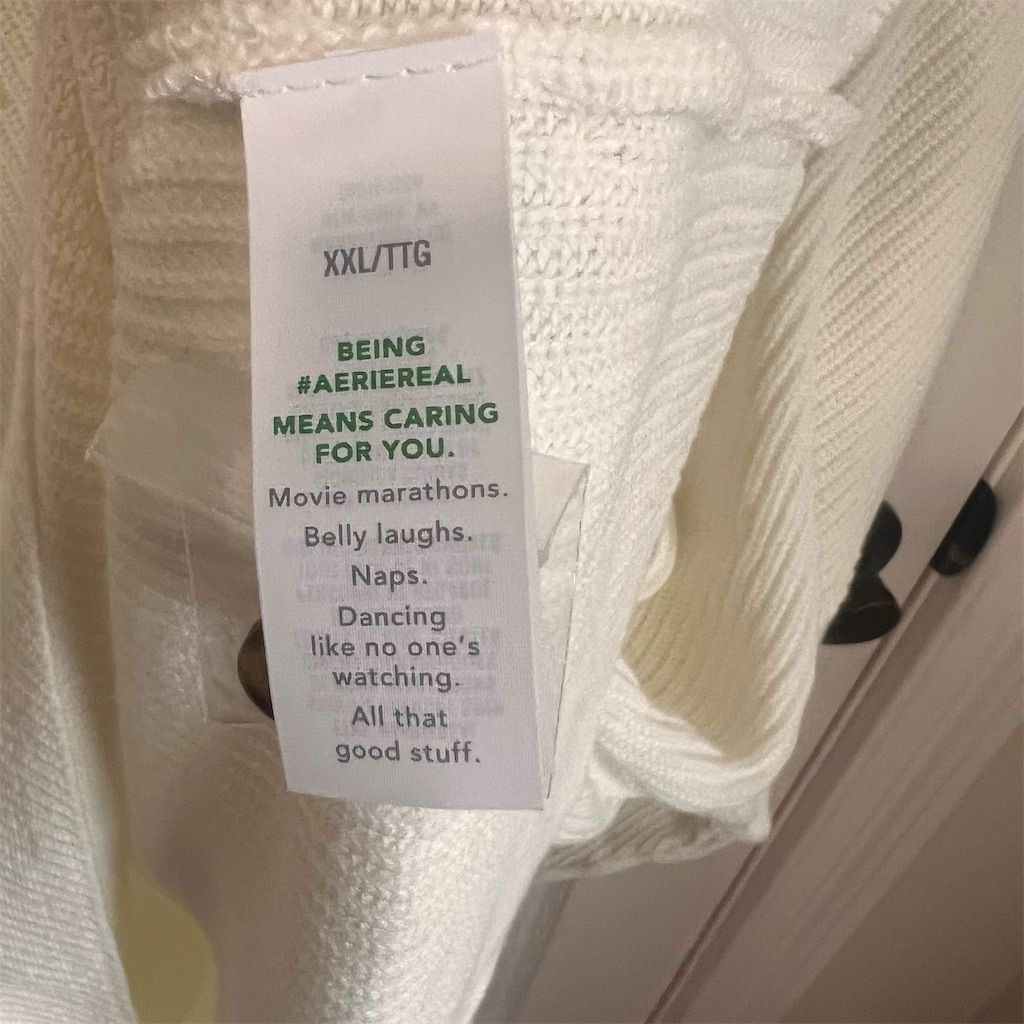 XXL/TTG
BEING
#AERIEREAL
MEANS CARING
FOR YOU.
Movie marathons.
Belly laughs.
Naps.
Dancing
like no one's
watching.
All that
good stuff.